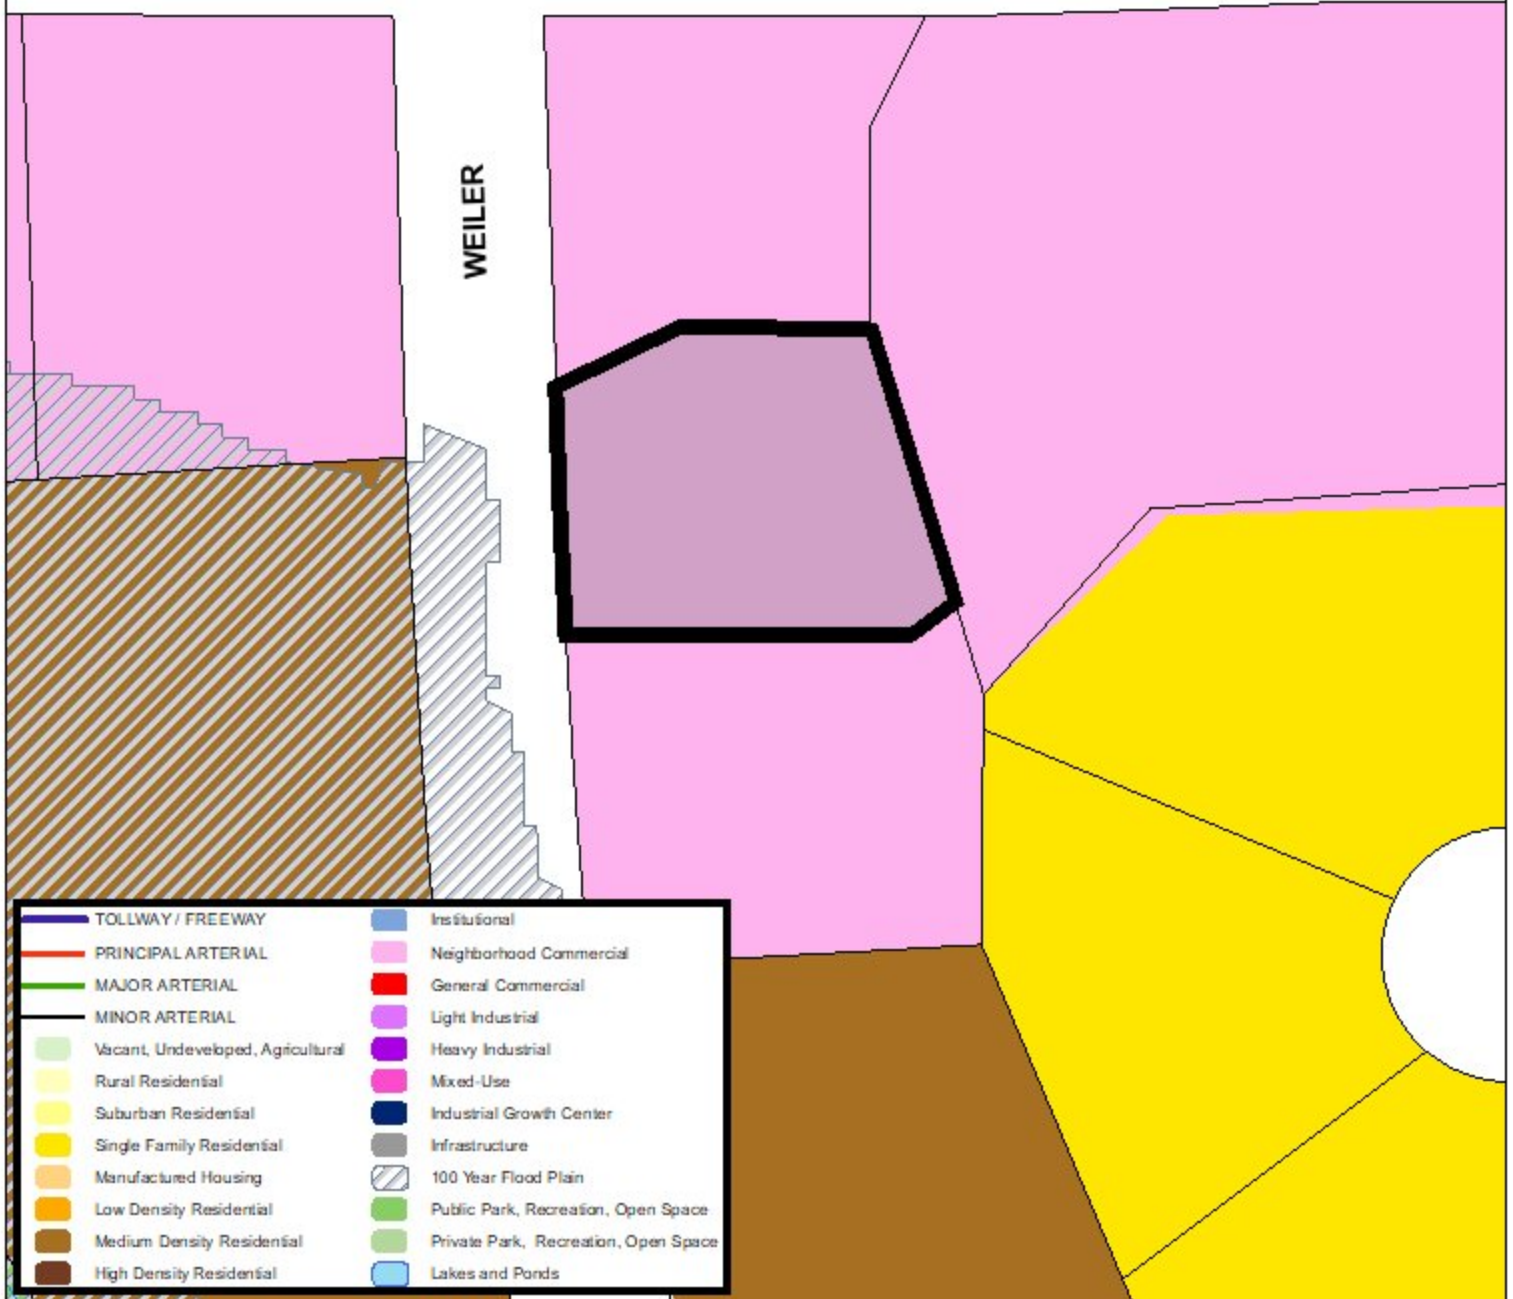 WEILER
TOLLWAY / FREEWAY
PRINCIPAL ARTERIAL
MAJOR ARTERIAL
MINOR ARTERIAL
Vacant, Undeveloped, Agricultural
Rural Residential
Suburban Residential
Single Family Residential
Manufactured Housing
Low Density Residential
Medium Density Residential
High Density Residential
Institutional
Neighborhood Commercial
General Commercial
Light Industrial
Heavy Industrial
Mixed-Use
Industrial Growth Center
Infrastructure
100 Year Flood Plain
Public Park, Recreation, Open Space
Private Park, Recreation, Open Space
Lakes and Ponds